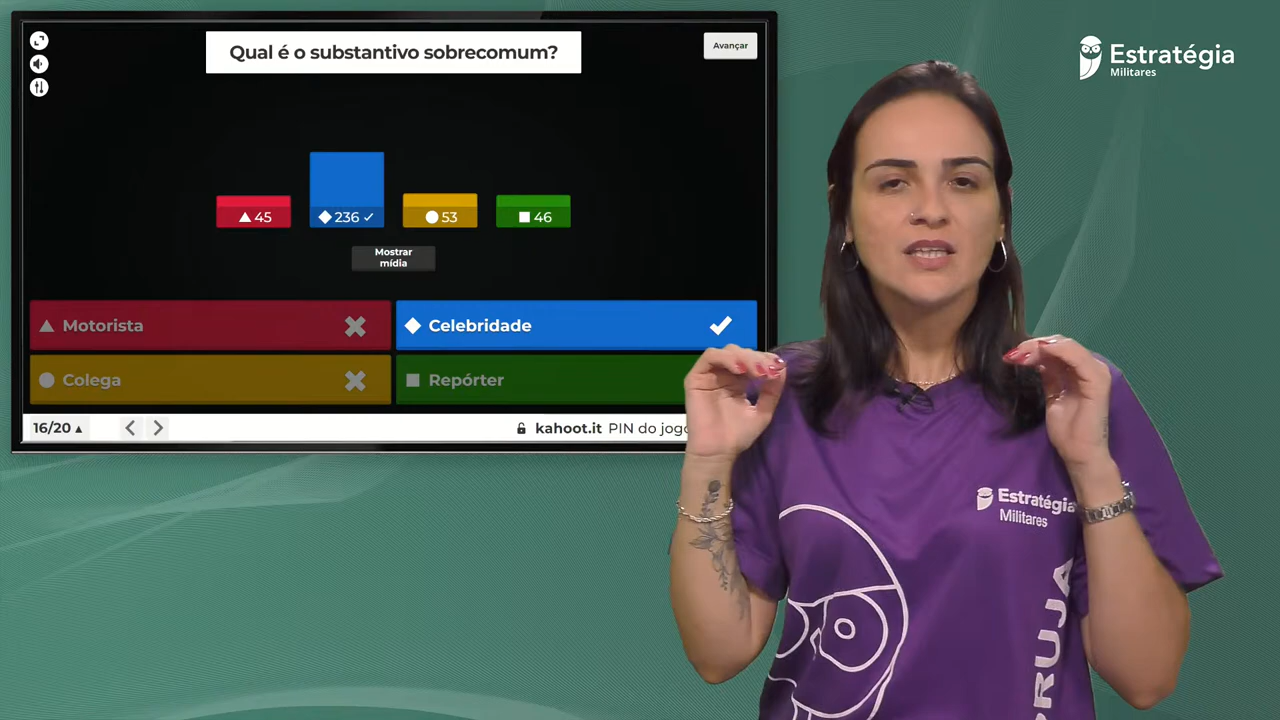 Qual é o substantivo sobrecomum?
Avançar
45
236
53
46
Mostrar
mídia
Motorista
Celebridade
Colega
Repórter
16/20
kahoot.it PIN do jogo
Estratégia
Militares
Estratégia
Militares
PRUJA